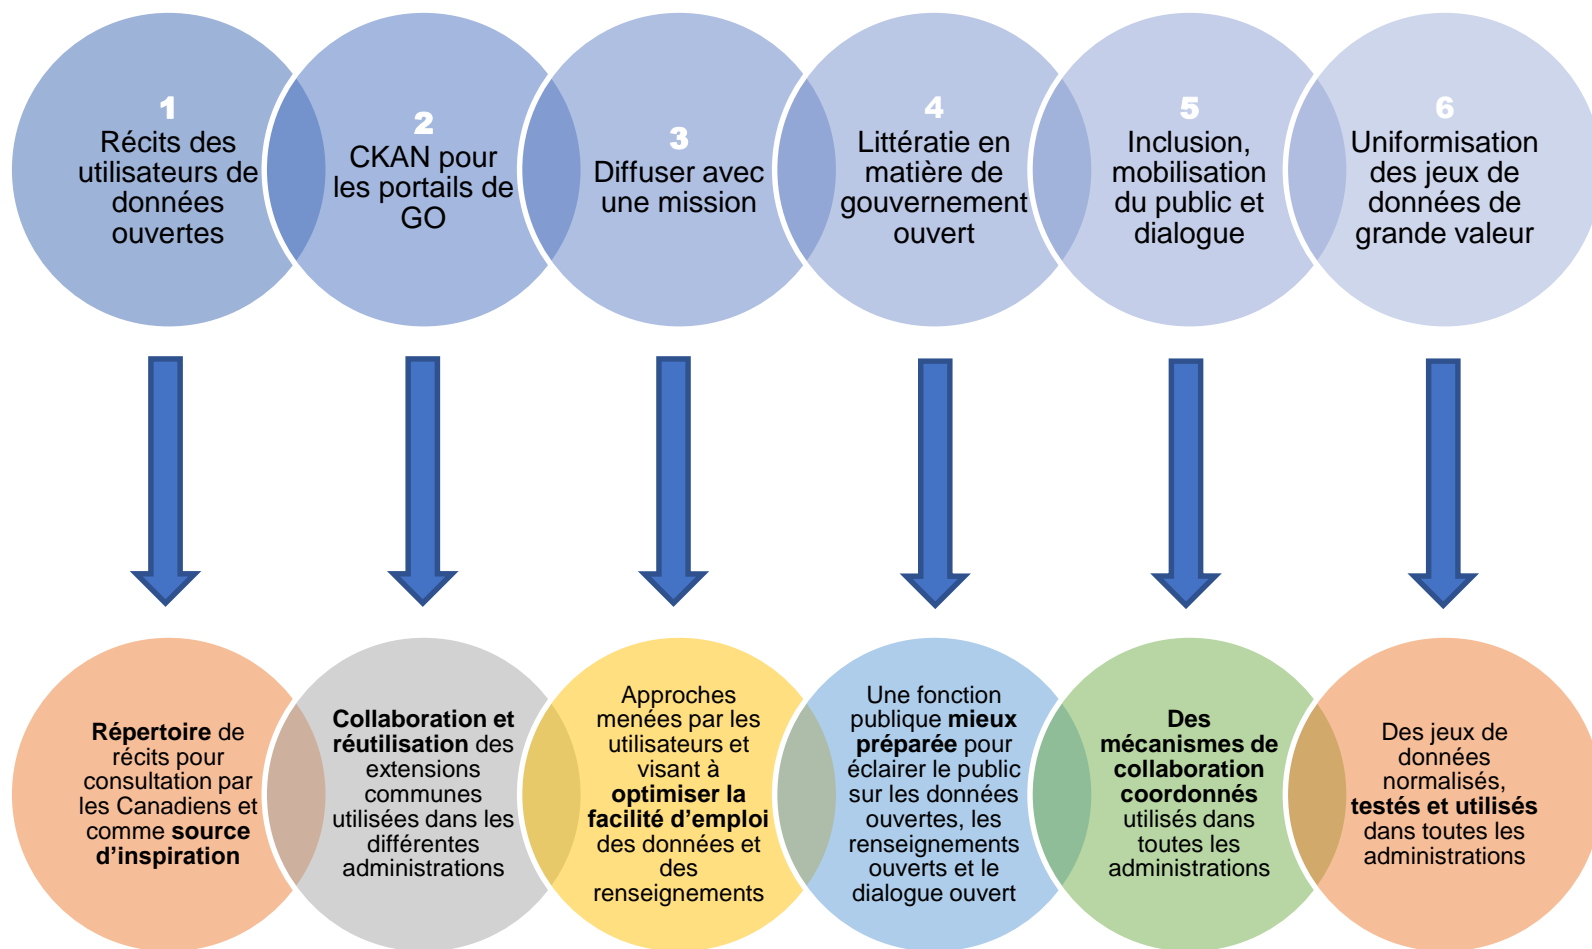 1
Récits des
utilisateurs de
données
ouvertes
2
CKAN pour
les portails de
GO
3
Diffuser avec
une mission
4
Littératie en
matière de
gouvernement
ouvert
5
Inclusion,
mobilisation
du public et
dialogue
6
Uniformisation
des jeux de
données de
grande valeur
Répertoire de
récits pour
consultation par
les Canadiens et
comme source
d’inspiration
Collaboration et
réutilisation des
extensions
communes
utilisées dans les
différentes
administrations
Approches
menées par les
utilisateurs et
visant à
optimiser la
facilité d’emploi
des données et
des
renseignements
Une fonction
publique mieux
préparée pour
éclairer le public
sur les données
ouvertes, les
renseignements
ouverts et le
dialogue ouvert
Des
mécanismes de
collaboration
coordonnés
utilisés dans
toutes les
administrations
Des jeux de
données
normalisés,
testés et utilisés
dans toutes les
administrations